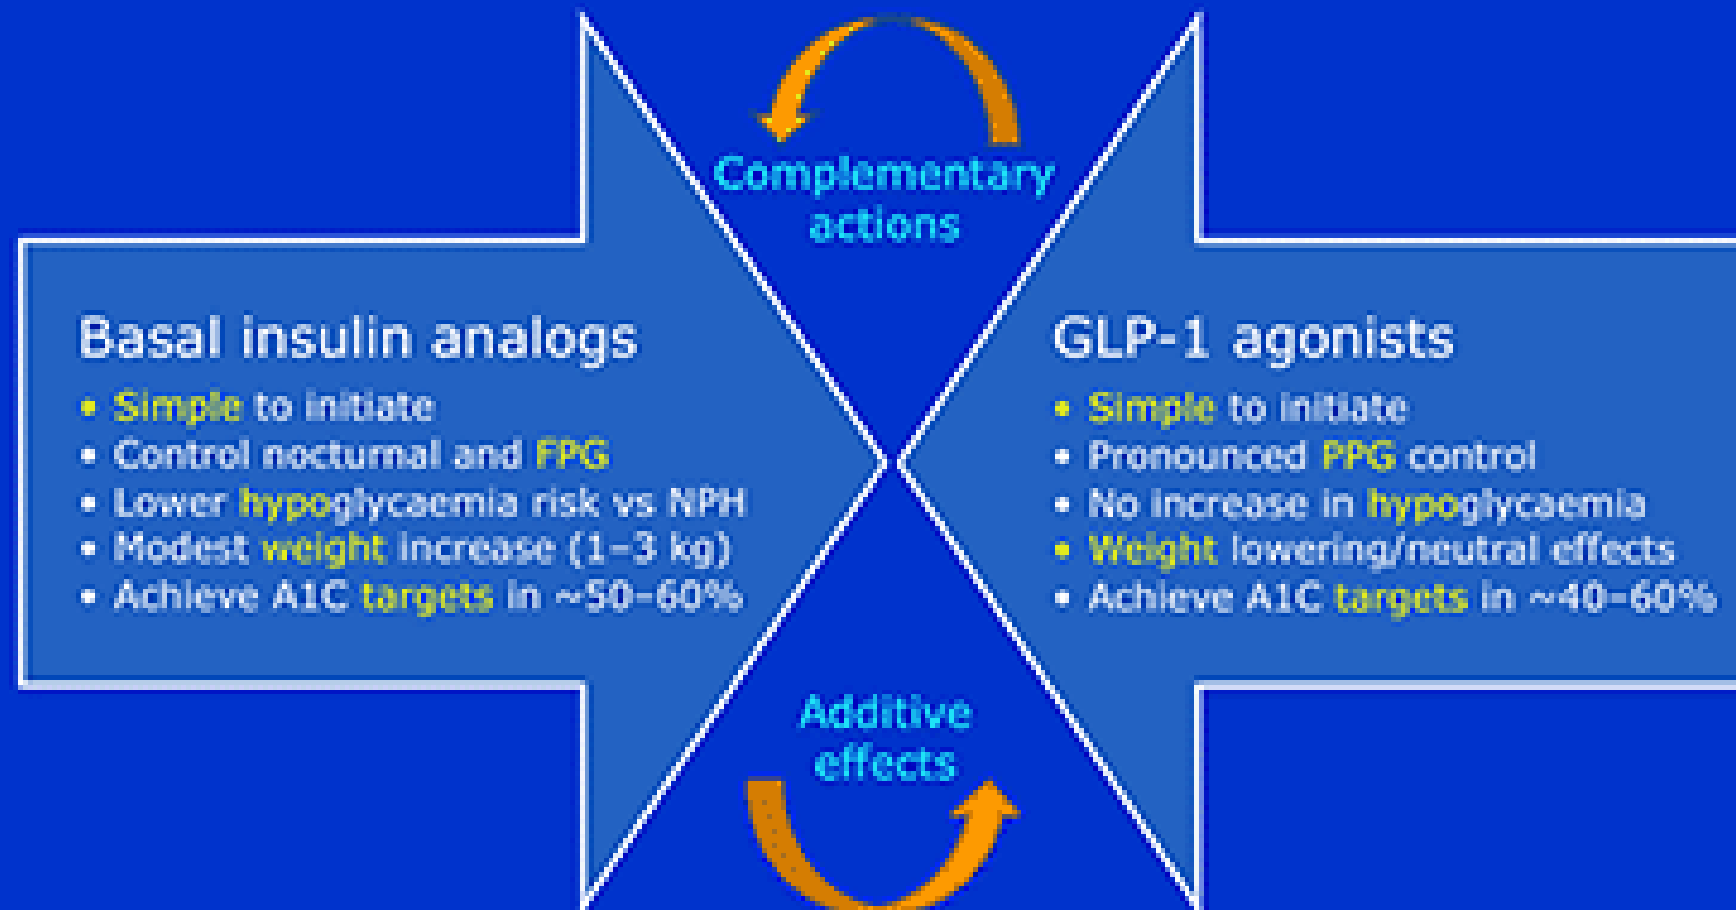 Complementary
actions
Basal insulin analogs
• Simple to initiate
• Control nocturnal and FPG
• Lower hypoglycaemia risk vs NPH
• Modest weight increase (1–3 kg)
• Achieve A1C targets in ~50–60%
GLP-1 agonists
• Simple to initiate
• Pronounced PPG control
• No increase in hypoglycaemia
• Weight lowering/neutral effects
• Achieve A1C targets in ~40–60%
Additive
effects